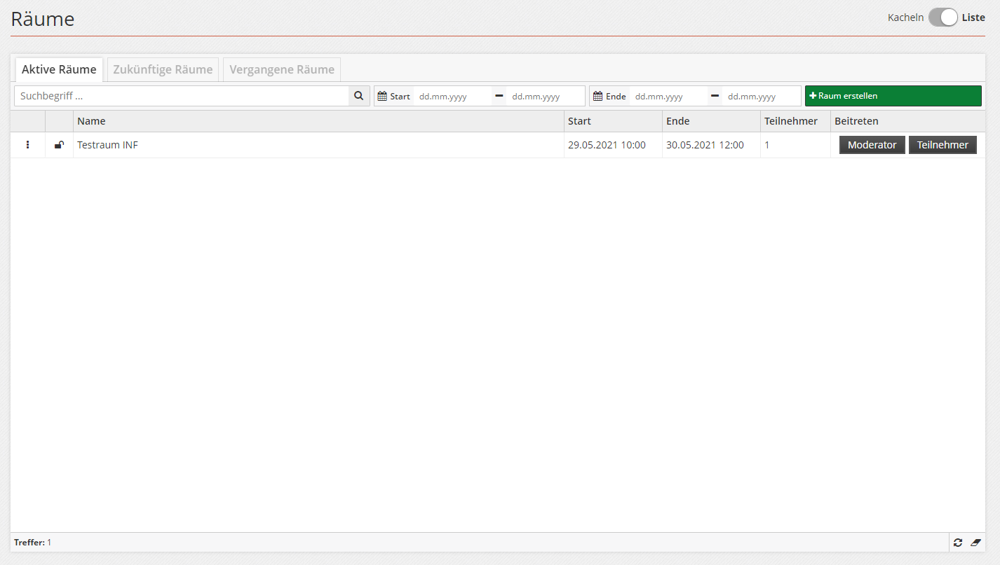 Räume
Kacheln Liste
Aktive Räume Zukünftige Räume Vergangene Räume
Suchbegriff ... Start dd.mm.yyyy dd.mm.yyyy Ende dd.mm.yyyy dd.mm.yyyy Raum erstellen
Name Start Ende Teilnehmer Beitreten
Testraum INF 29.05.2021 10:00 30.05.2021 12:00 1 Moderator Teilnehmer
Treffer: 1